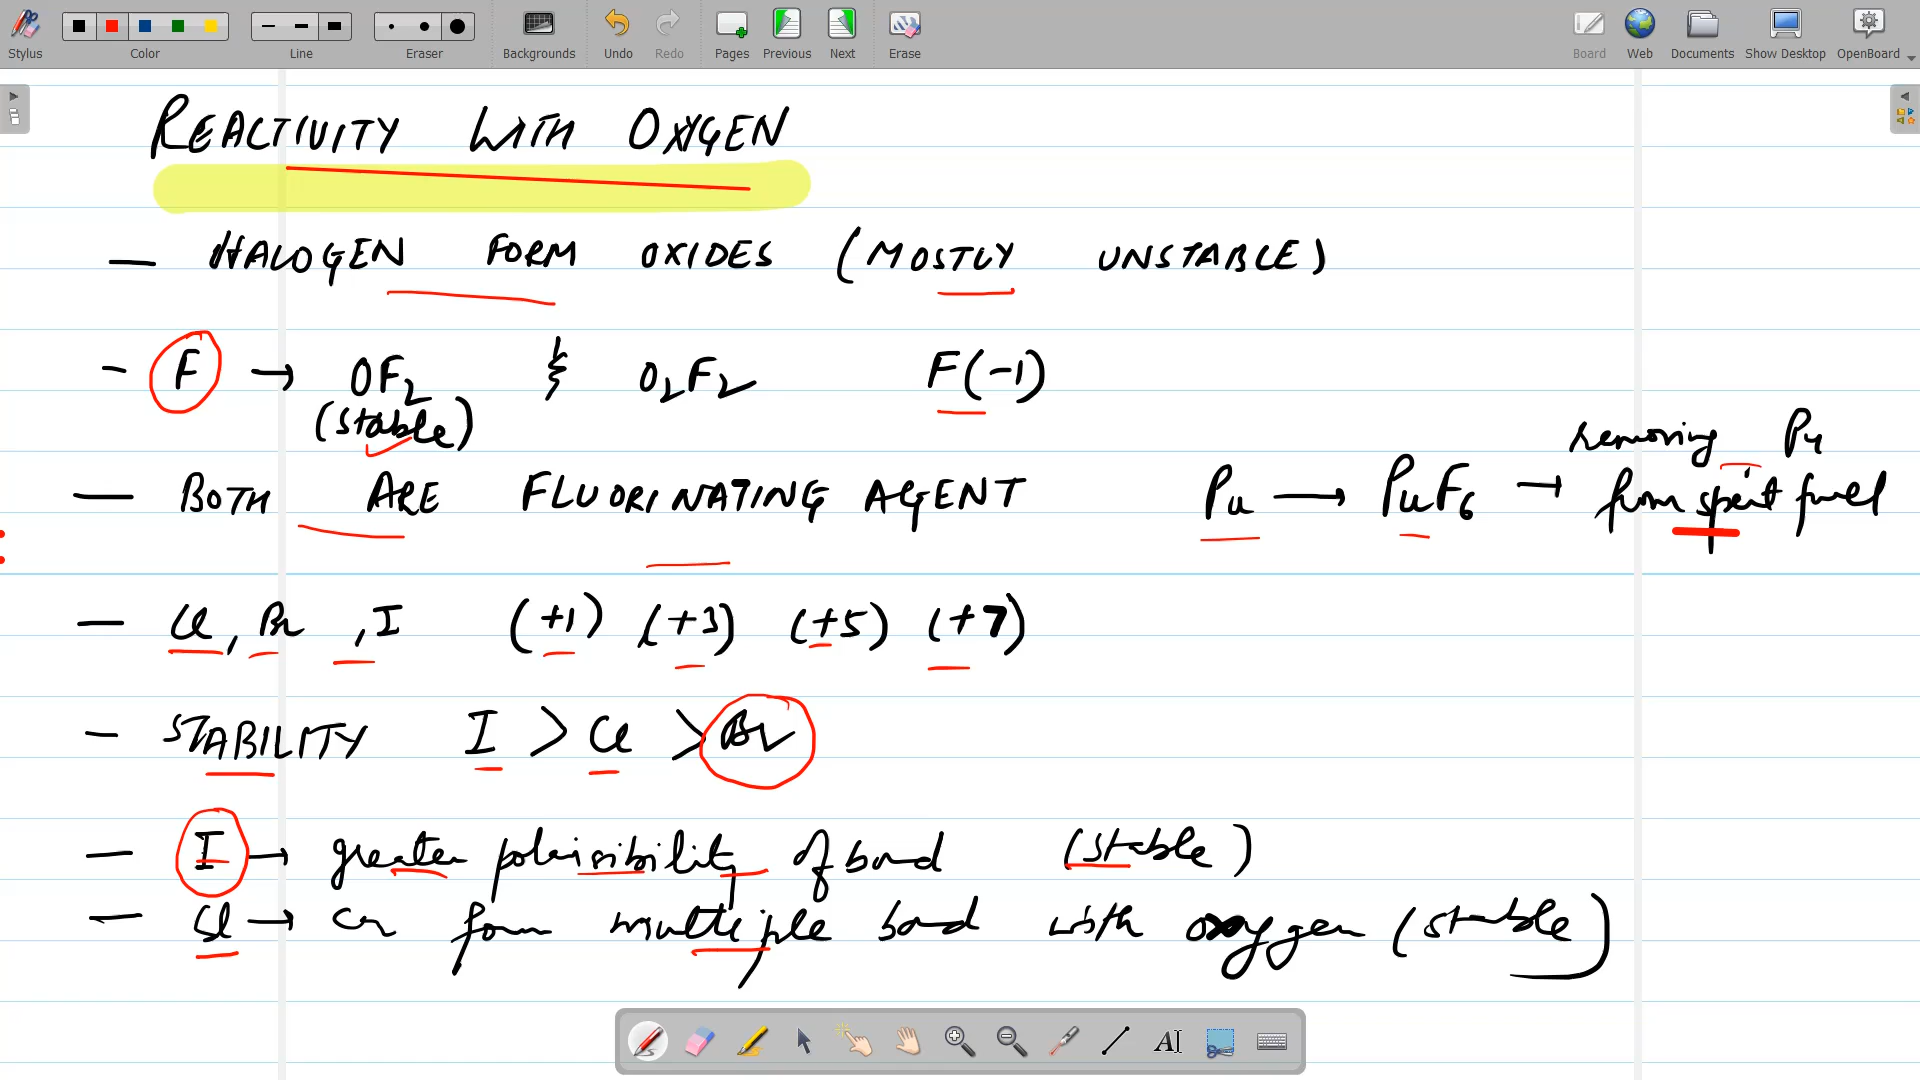 Stylus Color Line Eraser Backgrounds Undo Redo Pages Previous Next Erase Board Web Documents Show Desktop OpenBoard
REACTIVITY WITH OXYGEN
— HALOGEN FORM OXIDES (MOSTLY UNSTABLE)
- F → OF2 & O2F2 F(-1)
(stable)
— BOTH ARE FLUORINATING AGENT Pu → PuF6 → removing Pu
from spent fuel
— Cl, Br, I (+1) (+3) (+5) (+7)
- STABILITY I > Cl > Br
— I → greater polarisibility of bond (stable)
— Cl → can form multiple bond with oxygen (stable)